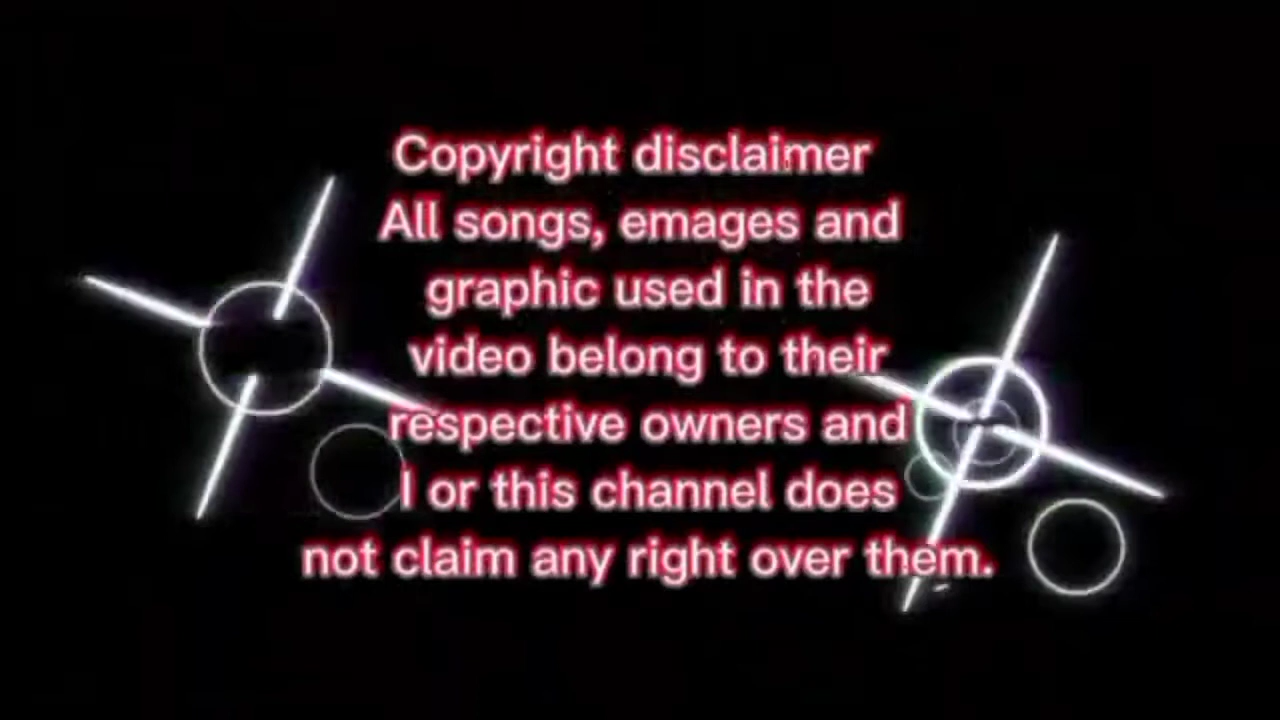 Copyright disclaimer
All songs, emages and
graphic used in the
video belong to their
respective owners and
I or this channel does
not claim any right over them.